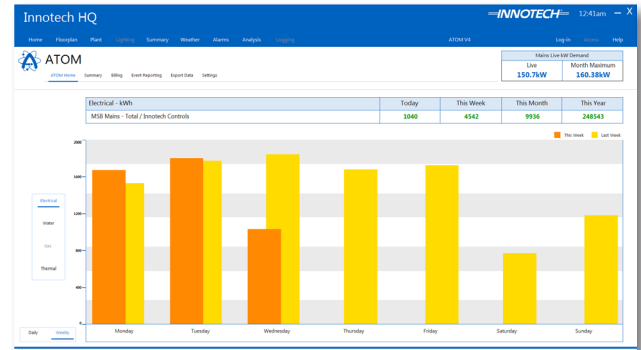 Innotech HQ
INNOTECH
12:41am
Home Floorplan Plant Lighting Summary Weather Alarms Analysis Logging ATOM V4 Log-in Access Help
ATOM
ATOM Home Summary Billing Event Reporting Export Data Settings
Mains Live kW Demand
Live Month Maximum
150.7kW 160.38kW
Electrical - kWh Today This Week This Month This Year
MSB Mains - Total / Innotech Controls 1040 4542 9936 248543
This Week Last Week
2000
1600
1200
800
400
0
Electrical
Water
Gas
Thermal
Daily Weekly
Monday Tuesday Wednesday Thursday Friday Saturday Sunday